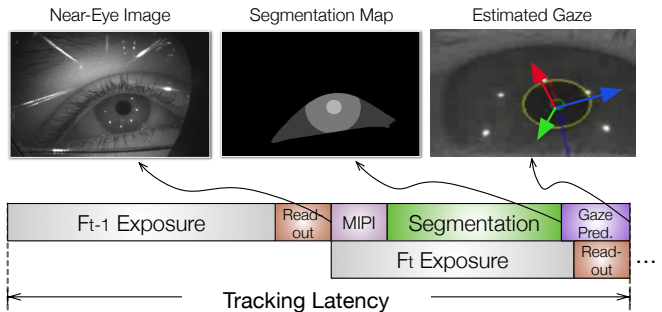 Near-Eye Image
Segmentation Map
Estimated Gaze
Ft-1 Exposure
Read-
out
MIPI
Segmentation
Gaze
Pred.
Ft Exposure
Read-
out
...
Tracking Latency